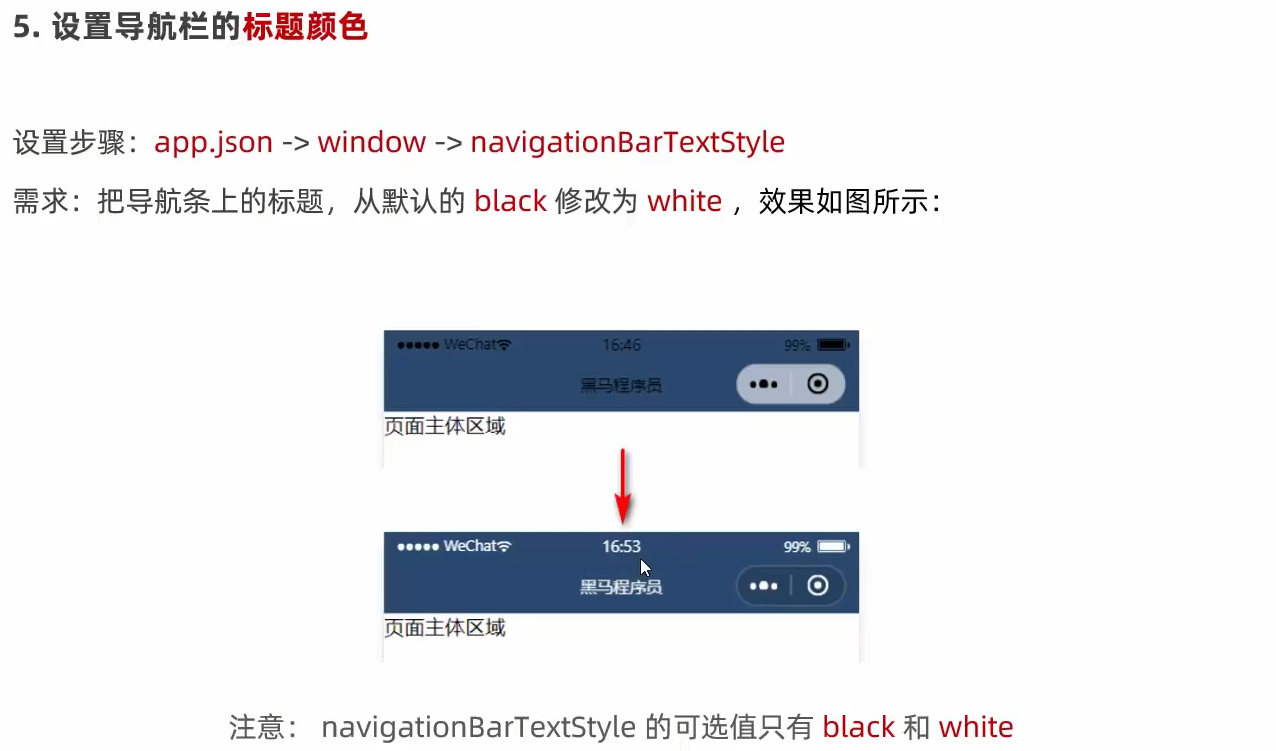 5. 设置导航栏的标题颜色
设置步骤：app.json -> window -> navigationBarTextStyle
需求：把导航条上的标题，从默认的 black 修改为 white ，效果如图所示：
WeChat 16:46 99%
黑马程序员
页面主体区域
WeChat 16:53 99%
黑马程序员
页面主体区域
注意： navigationBarTextStyle 的可选值只有 black 和 white